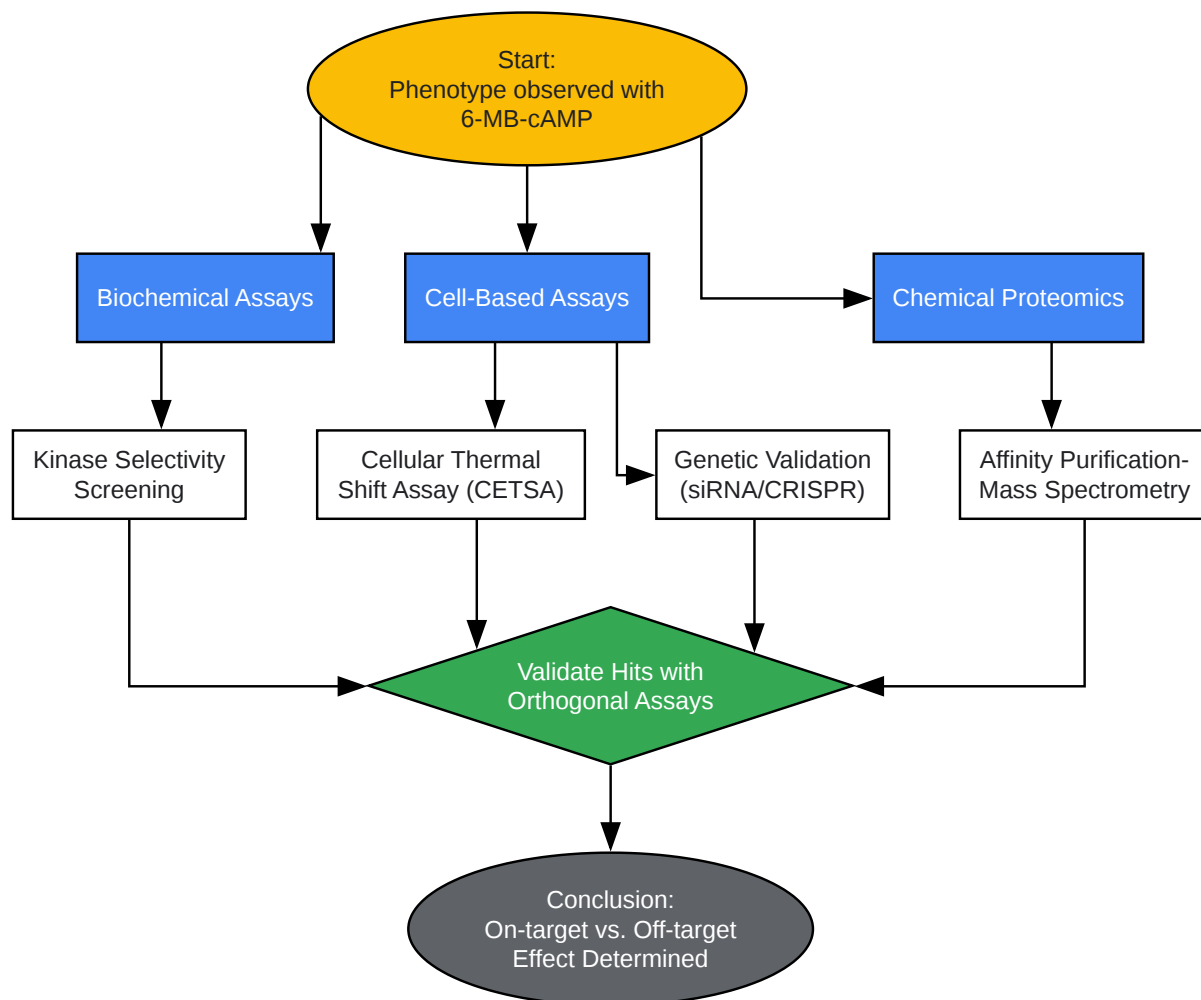 Start:
Phenotype observed with
6-MB-cAMP
Biochemical Assays
Cell-Based Assays
Chemical Proteomics
Kinase Selectivity
Screening
Cellular Thermal
Shift Assay (CETSA)
Genetic Validation
(siRNA/CRISPR)
Affinity Purification-
Mass Spectrometry
Validate Hits with
Orthogonal Assays
Conclusion:
On-target vs. Off-target
Effect Determined